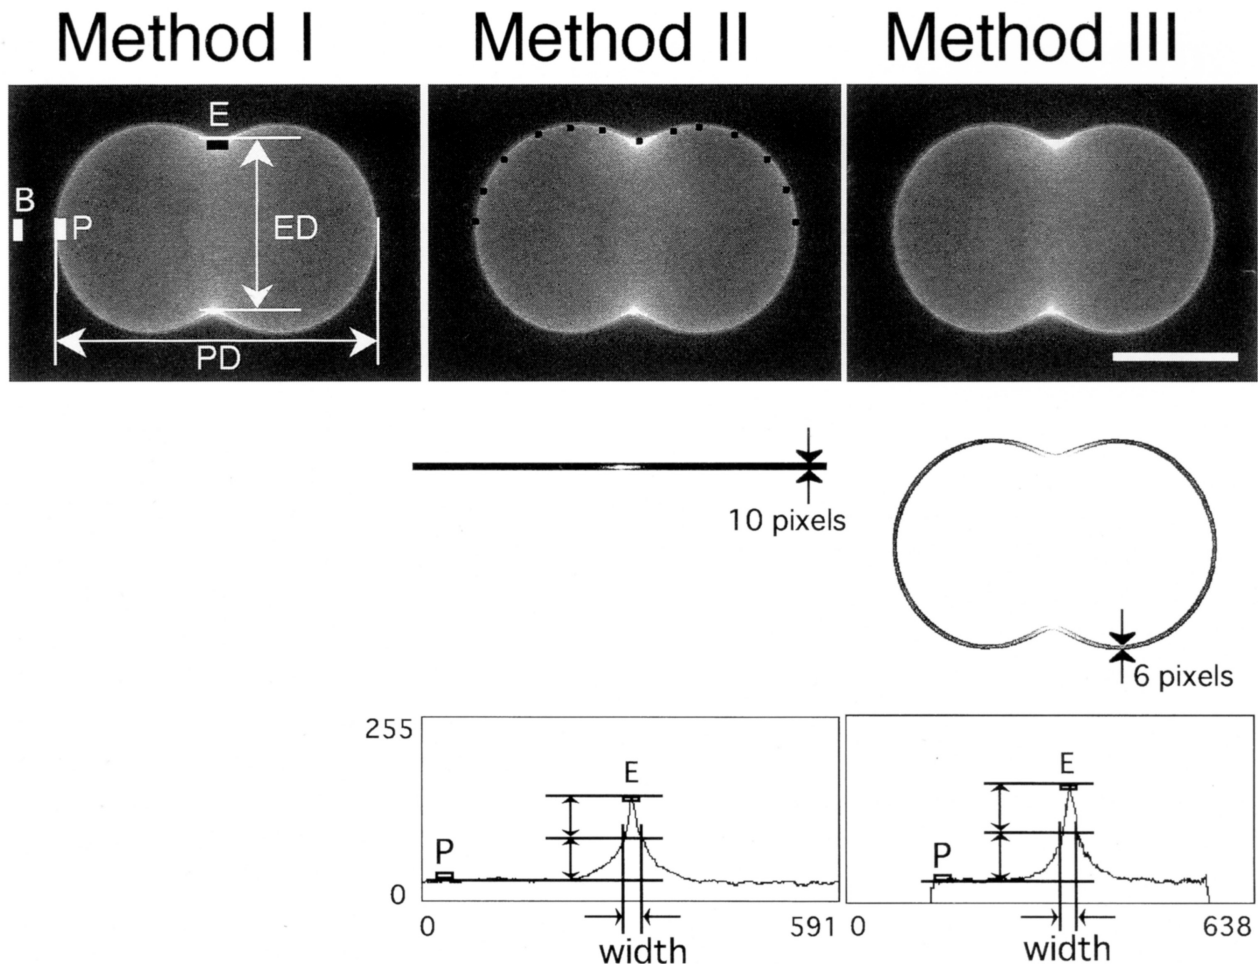 Method I
Method II
Method III
E
B
P
ED
PD
10 pixels
6 pixels
255
E
P
0
0
591
width
E
P
0
638
width